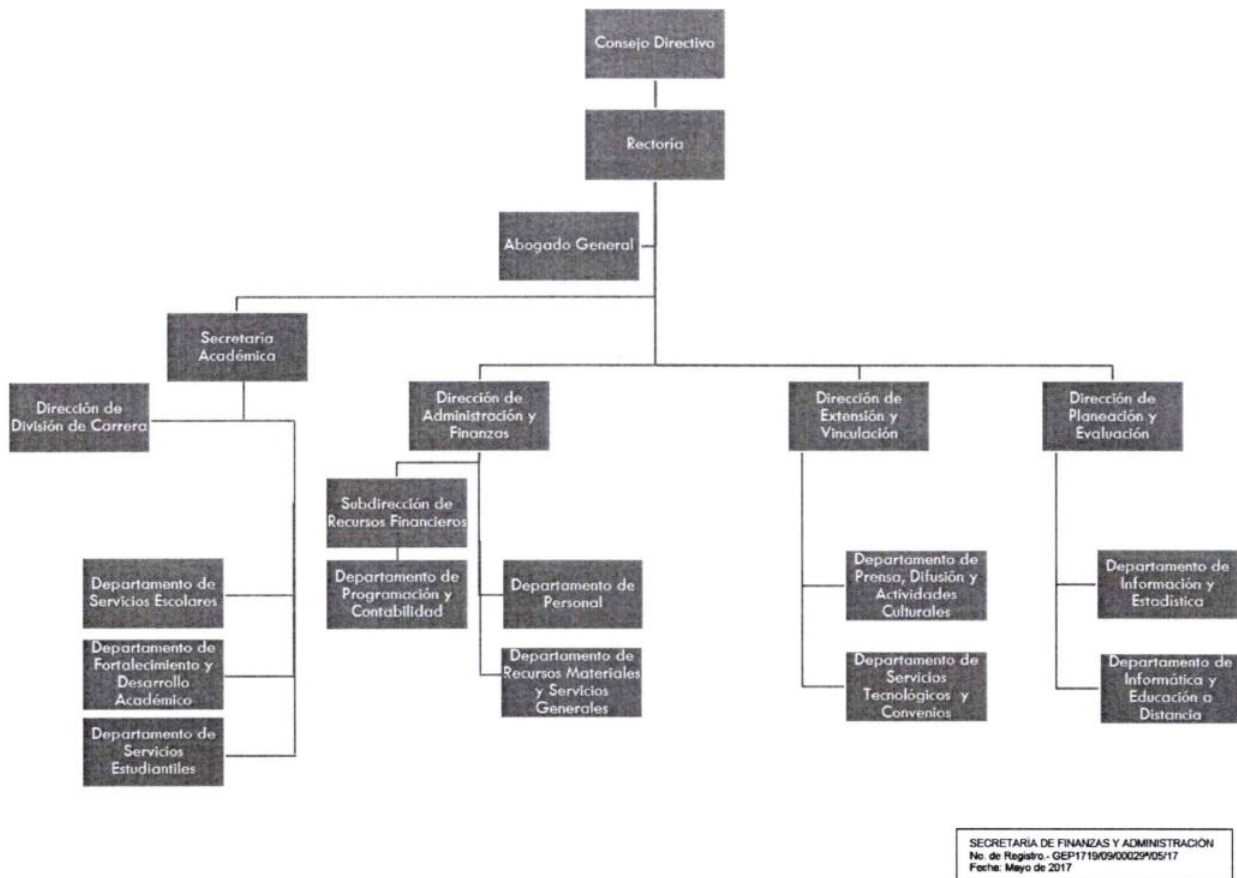 Consejo Directivo
Rectoría
Abogado General
Secretaría
Académica
Dirección de
División de Carrera
Dirección de
Administración y
Finanzas
Dirección de
Extensión y
Vinculación
Dirección de
Planeación y
Evaluación
Subdirección de
Recursos Financieros
Departamento de
Servicios Escolares
Departamento de
Programación y
Contabilidad
Departamento de
Personal
Departamento de
Prensa, Difusión y
Actividades
Culturales
Departamento de
Información y
Estadística
Departamento de
Fortalecimiento y
Desarrollo
Académico
Departamento de
Recursos Materiales
y Servicios
Generales
Departamento de
Servicios
Tecnológicos y
Convenios
Departamento de
Informática y
Educación a
Distancia
Departamento de
Servicios
Estudiantiles
SECRETARÍA DE FINANZAS Y ADMINISTRACIÓN
No. de Registro.- GEP1719/09/00029*/05/17
Fecha: Mayo de 2017